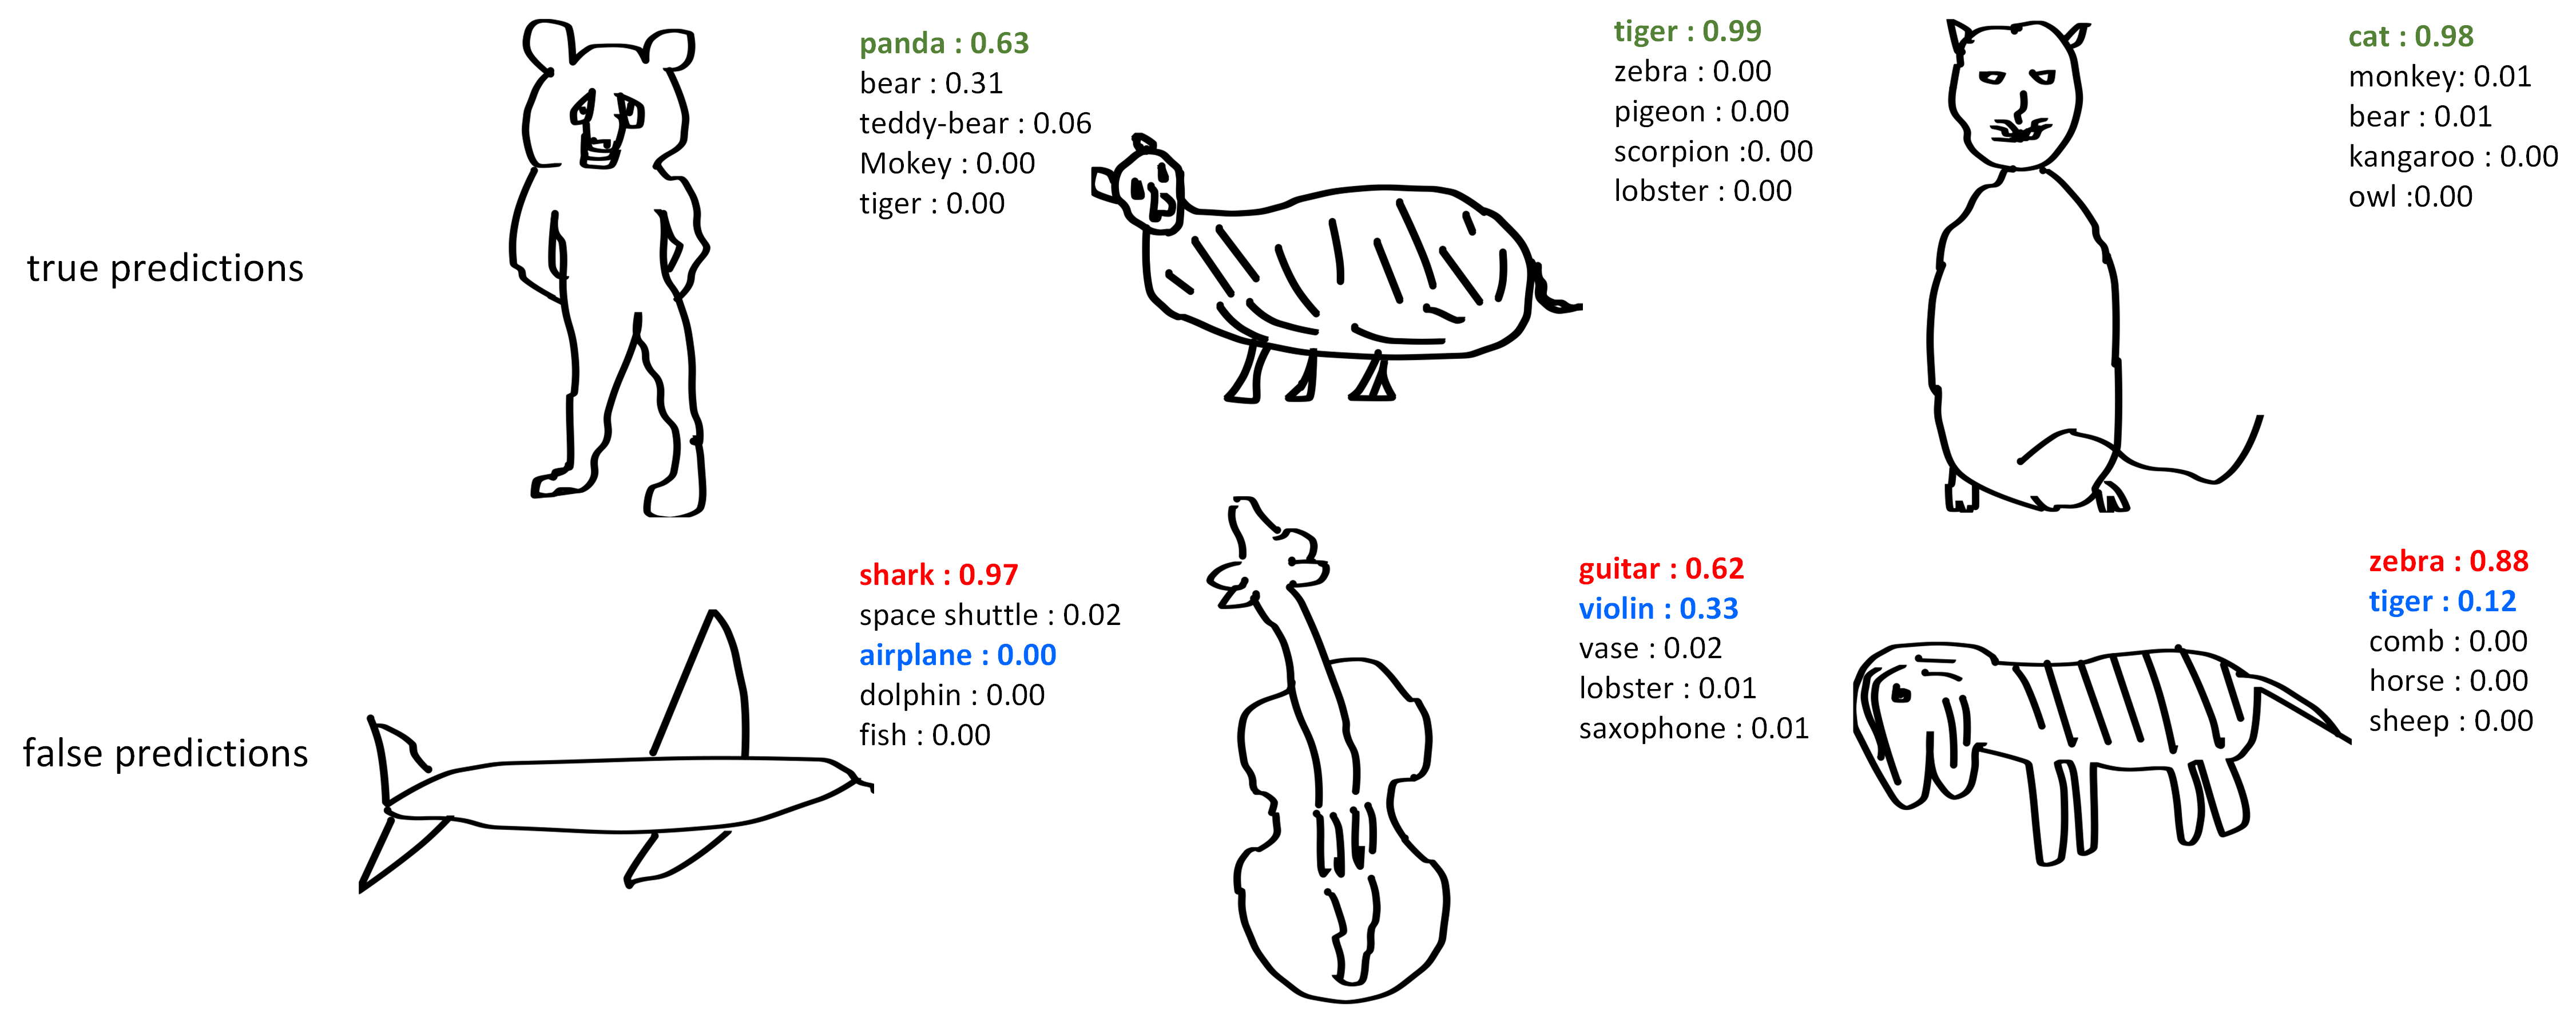 true predictions
panda : 0.63
bear : 0.31
teddy-bear : 0.06
Mokey : 0.00
tiger : 0.00
tiger : 0.99
zebra : 0.00
pigeon : 0.00
scorpion :0. 00
lobster : 0.00
cat : 0.98
monkey: 0.01
bear : 0.01
kangaroo : 0.00
owl :0.00
false predictions
shark : 0.97
space shuttle : 0.02
airplane : 0.00
dolphin : 0.00
fish : 0.00
guitar : 0.62
violin : 0.33
vase : 0.02
lobster : 0.01
saxophone : 0.01
zebra : 0.88
tiger : 0.12
comb : 0.00
horse : 0.00
sheep : 0.00